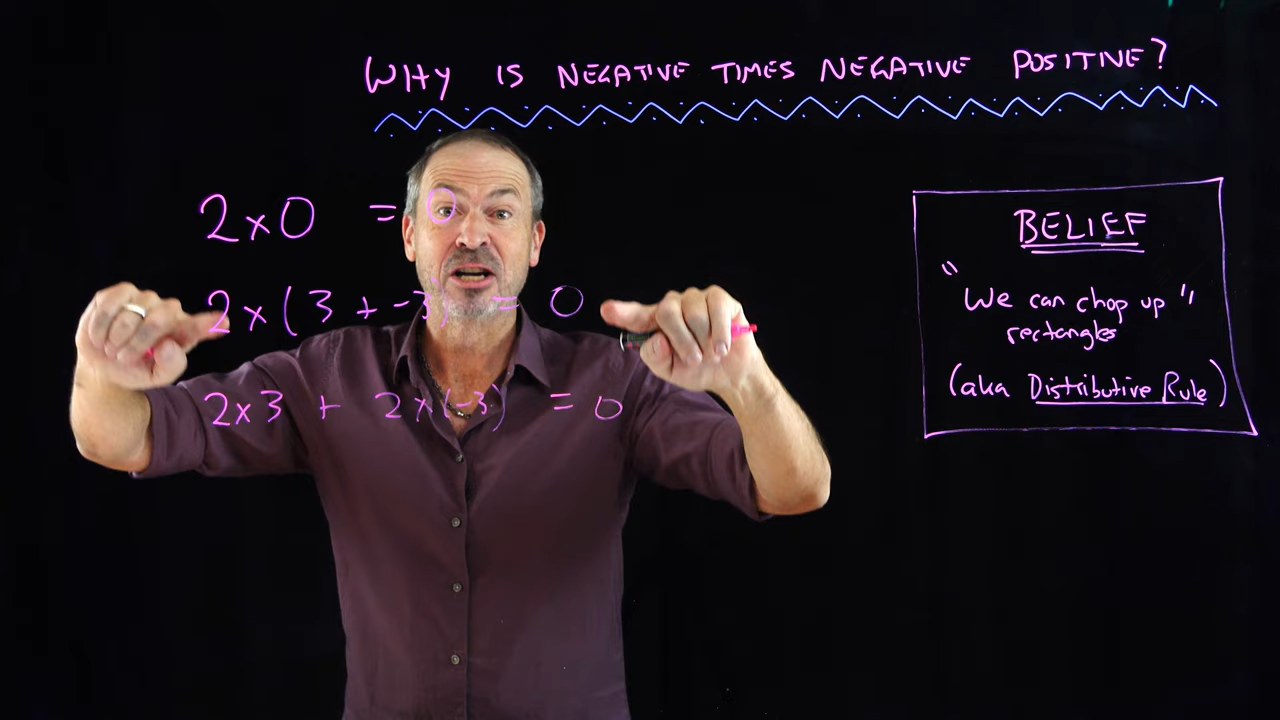 WHY IS NEGATIVE TIMES NEGATIVE POSITIVE?
2×0 = 0
2×(3 + -3) = 0
2×3 + 2×(-3) = 0
BELIEF
"We can chop up"
rectangles
(aka Distributive Rule)